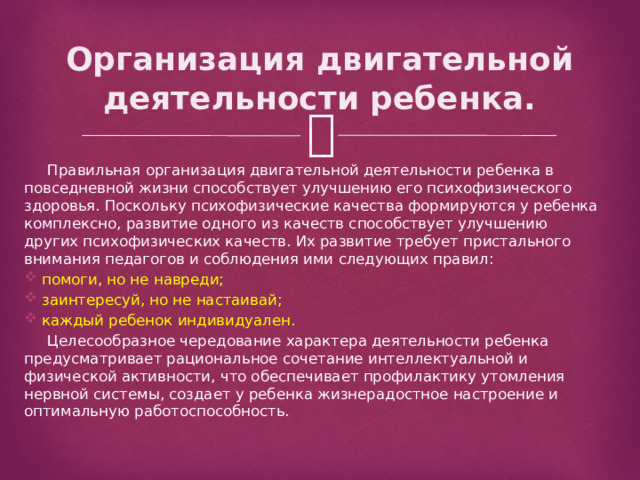 Организация двигательной
деятельности ребенка.
Правильная организация двигательной деятельности ребенка в
повседневной жизни способствует улучшению его психофизического
здоровья. Поскольку психофизические качества формируются у ребенка
комплексно, развитие одного из качеств способствует улучшению
других психофизических качеств. Их развитие требует пристального
внимания педагогов и соблюдения ими следующих правил:
помоги, но не навреди;
заинтересуй, но не настаивай;
каждый ребенок индивидуален.
Целесообразное чередование характера деятельности ребенка
предусматривает рациональное сочетание интеллектуальной и
физической активности, что обеспечивает профилактику утомления
нервной системы, создает у ребенка жизнерадостное настроение и
оптимальную работоспособность.